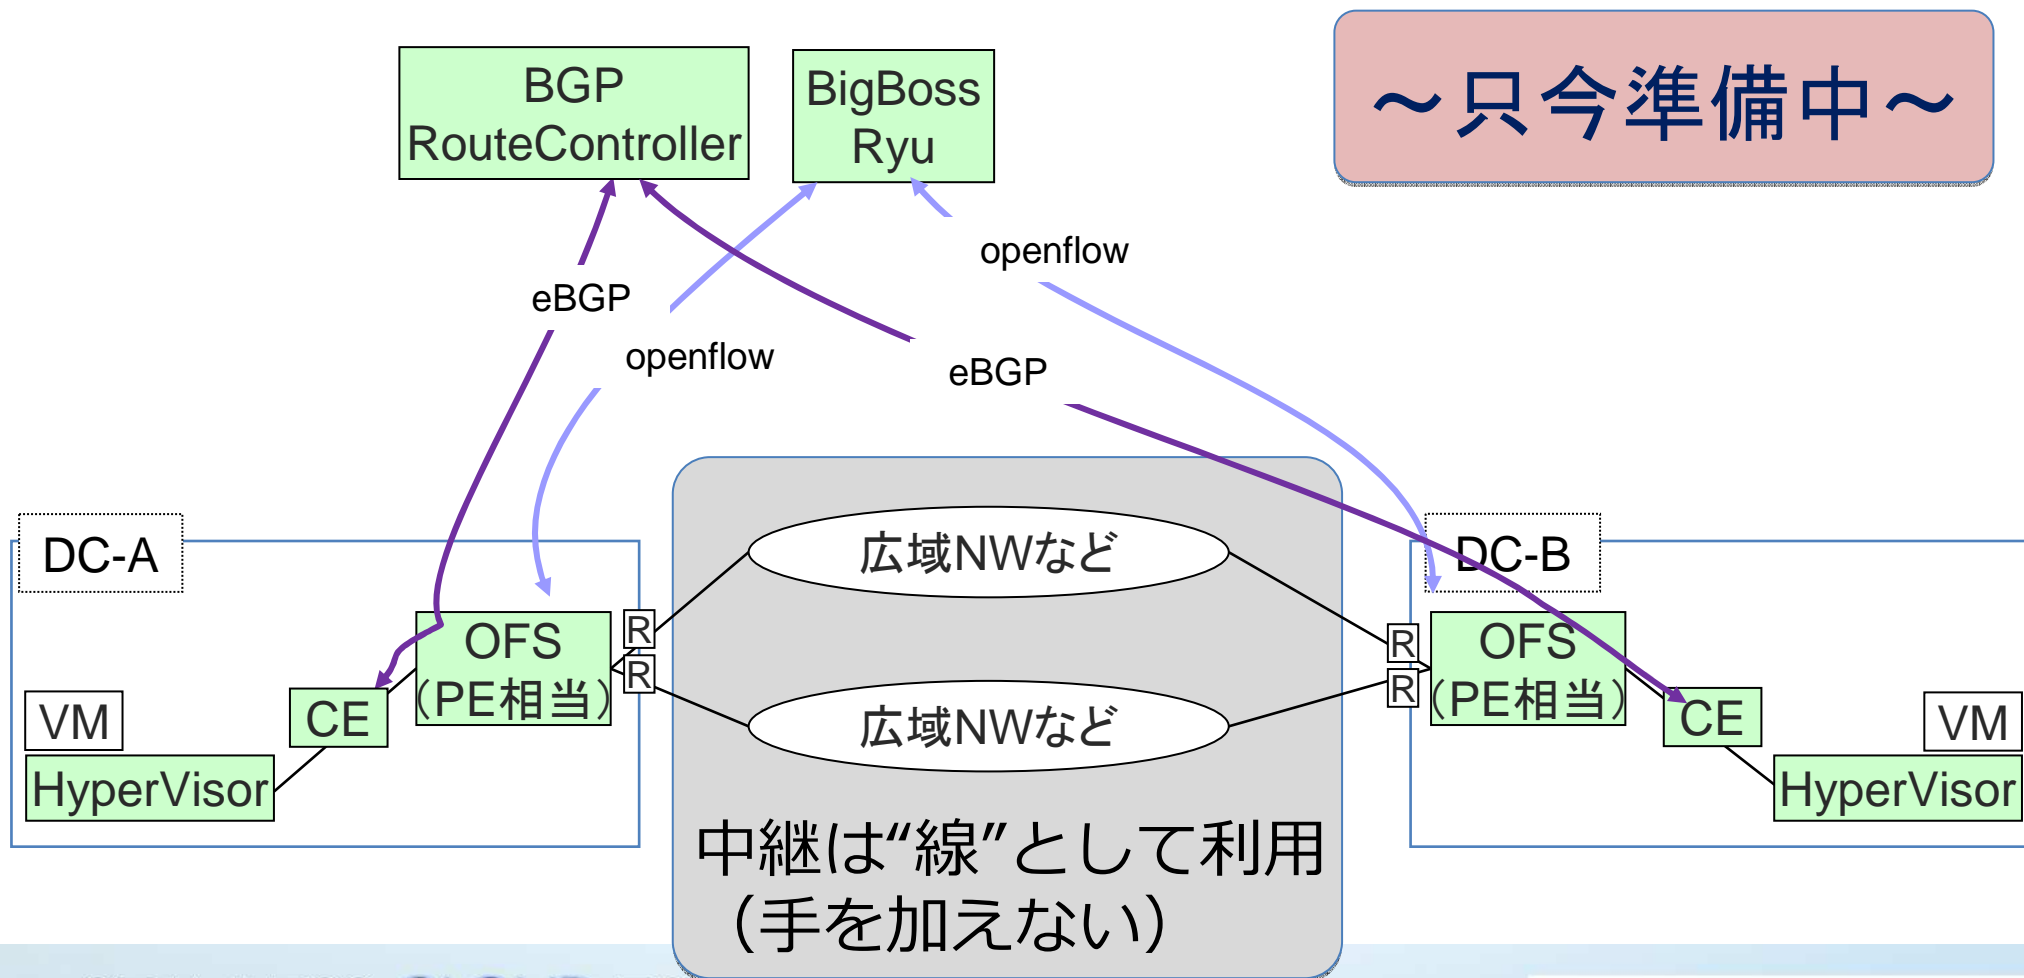 BGP
RouteController
BigBoss
Ryu
～只今準備中～
openflow
eBGP
openflow
eBGP
DC-A
広域NWなど
DC-B
R
R
OFS
(PE相当)
R
R
OFS
(PE相当)
VM
CE
広域NWなど
CE
VM
HyperVisor
HyperVisor
中継は“線”として利用
（手を加えない）